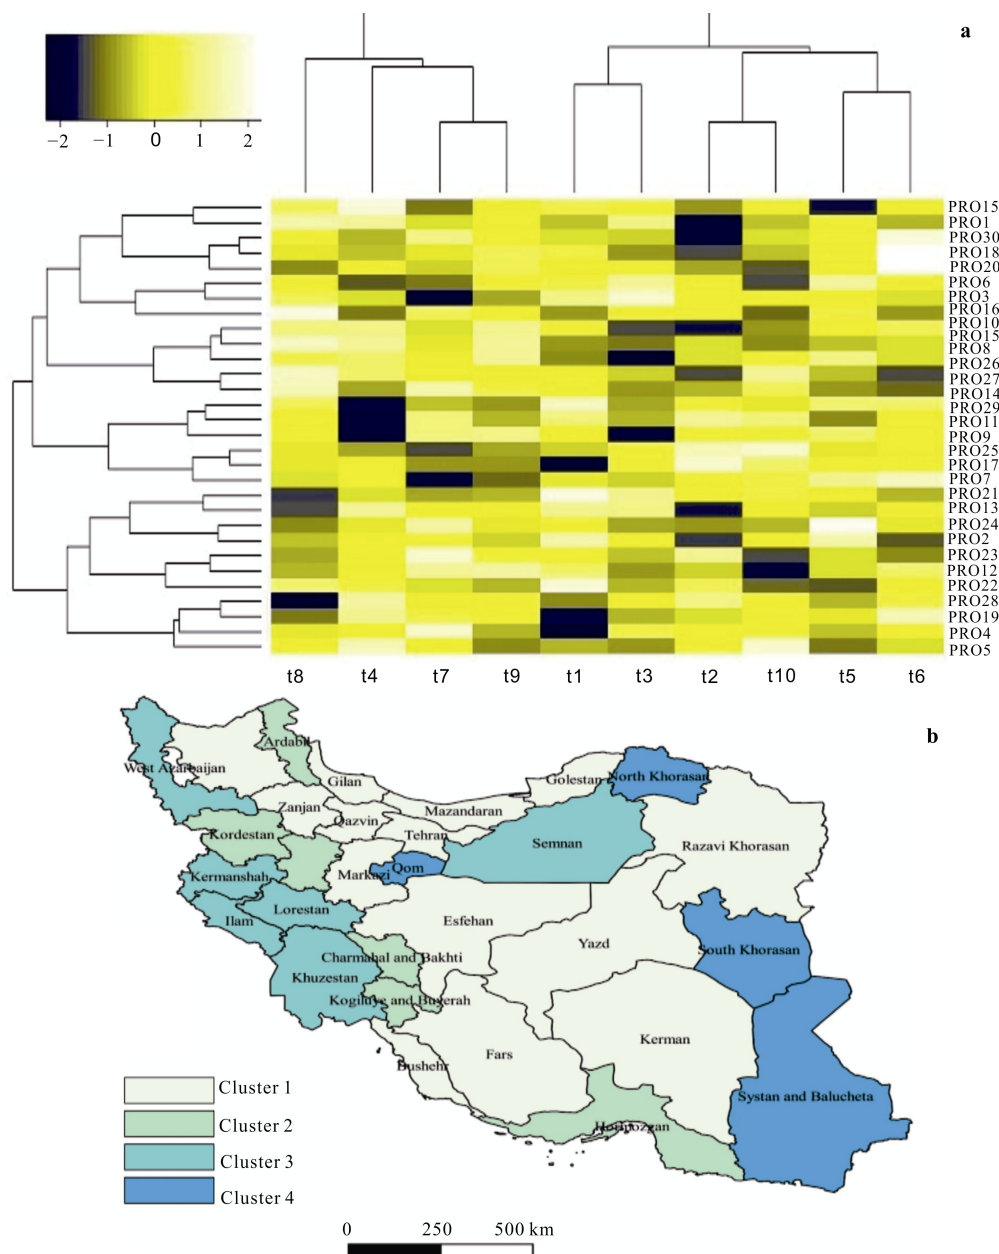 a
−2 −1 0 1 2
PRO15
PRO1
PRO30
PRO18
PRO20
PRO6
PRO3
PRO16
PRO10
PRO15
PRO8
PRO26
PRO27
PRO14
PRO29
PRO11
PRO9
PRO25
PRO17
PRO7
PRO21
PRO13
PRO24
PRO2
PRO23
PRO12
PRO22
PRO28
PRO19
PRO4
PRO5
t8 t4 t7 t9 t1 t3 t2 t10 t5 t6
b
Ardabil
West Azarbaijan
Gilan
Golestan
North Khorasan
Zanjan
Mazandaran
Qazvin
Kordestan
Tehran
Semnan
Razavi Khorasan
Kermanshah
Markazi
Qom
Lorestan
Ilam
Esfehan
Yazd
South Khorasan
Charmahal and Bakhti
Khuzestan
Kogiluye and Buyerah
Kerman
Fars
Bushehr
Systan and Balucheta
Hormozgan
Cluster 1
Cluster 2
Cluster 3
Cluster 4
0 250 500 km